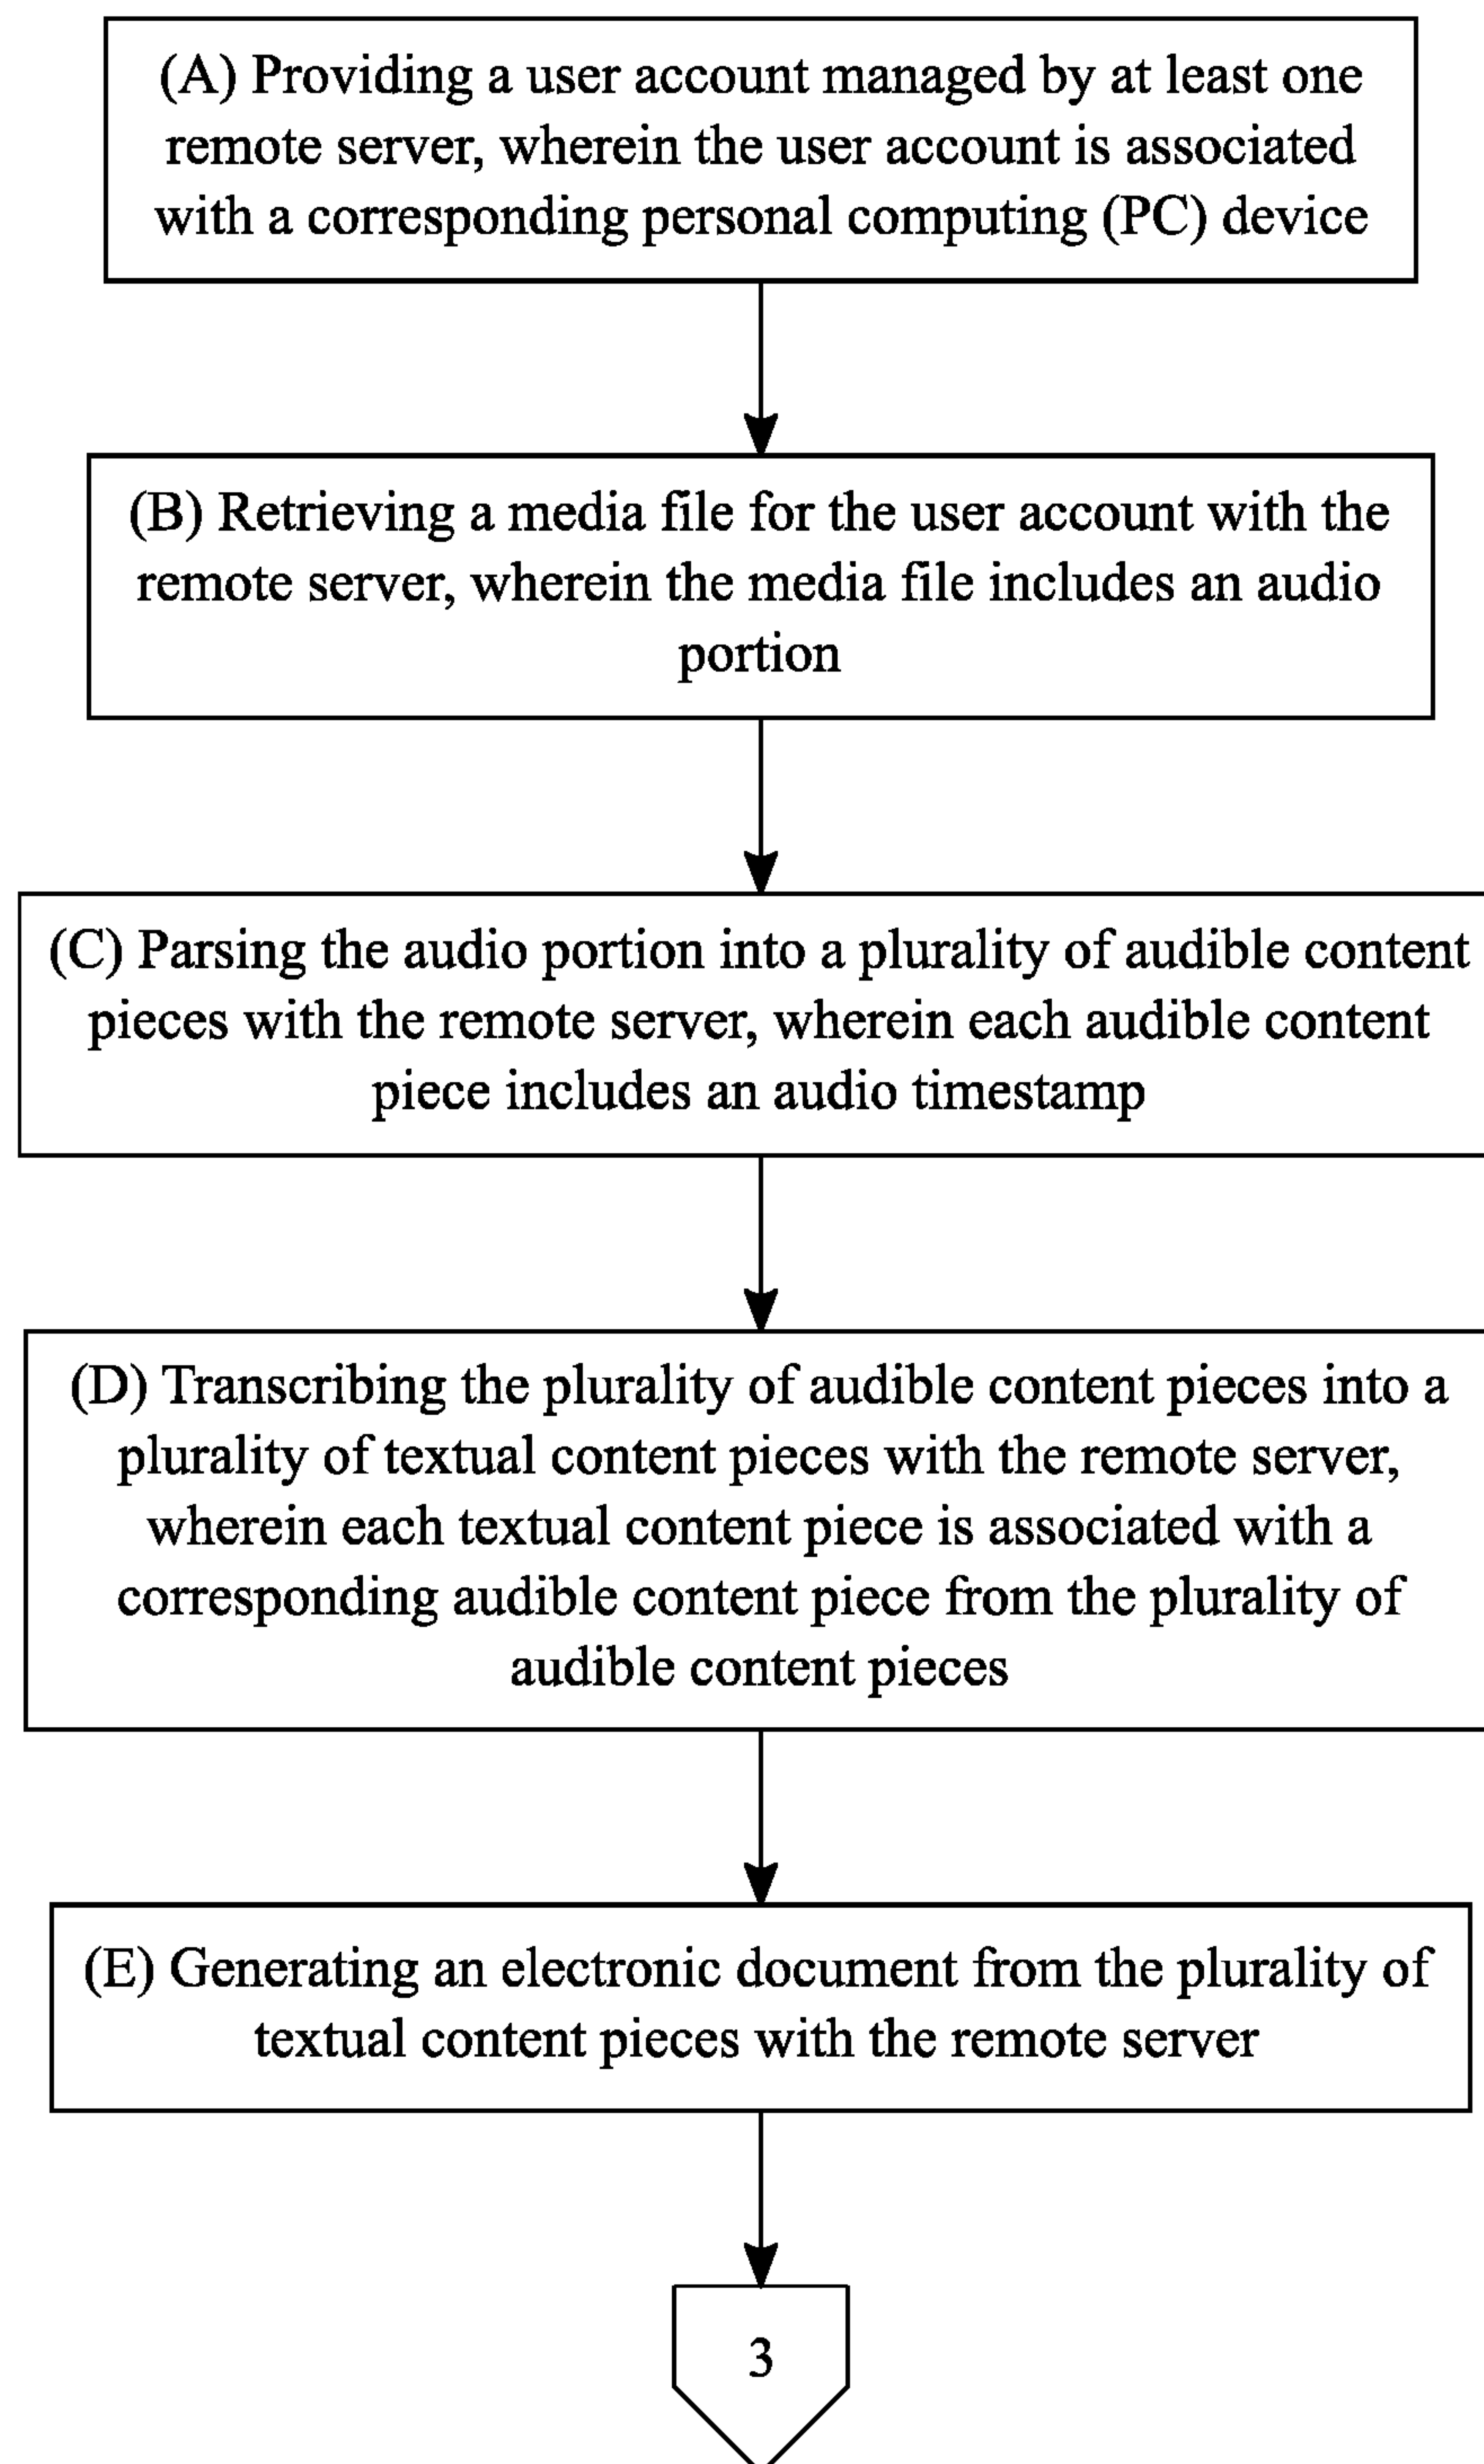 (A) Providing a user account managed by at least one
remote server, wherein the user account is associated
with a corresponding personal computing (PC) device
(B) Retrieving a media file for the user account with the
remote server, wherein the media file includes an audio
portion
(C) Parsing the audio portion into a plurality of audible content
pieces with the remote server, wherein each audible content
piece includes an audio timestamp
(D) Transcribing the plurality of audible content pieces into a
plurality of textual content pieces with the remote server,
wherein each textual content piece is associated with a
corresponding audible content piece from the plurality of
audible content pieces
(E) Generating an electronic document from the plurality of
textual content pieces with the remote server
3